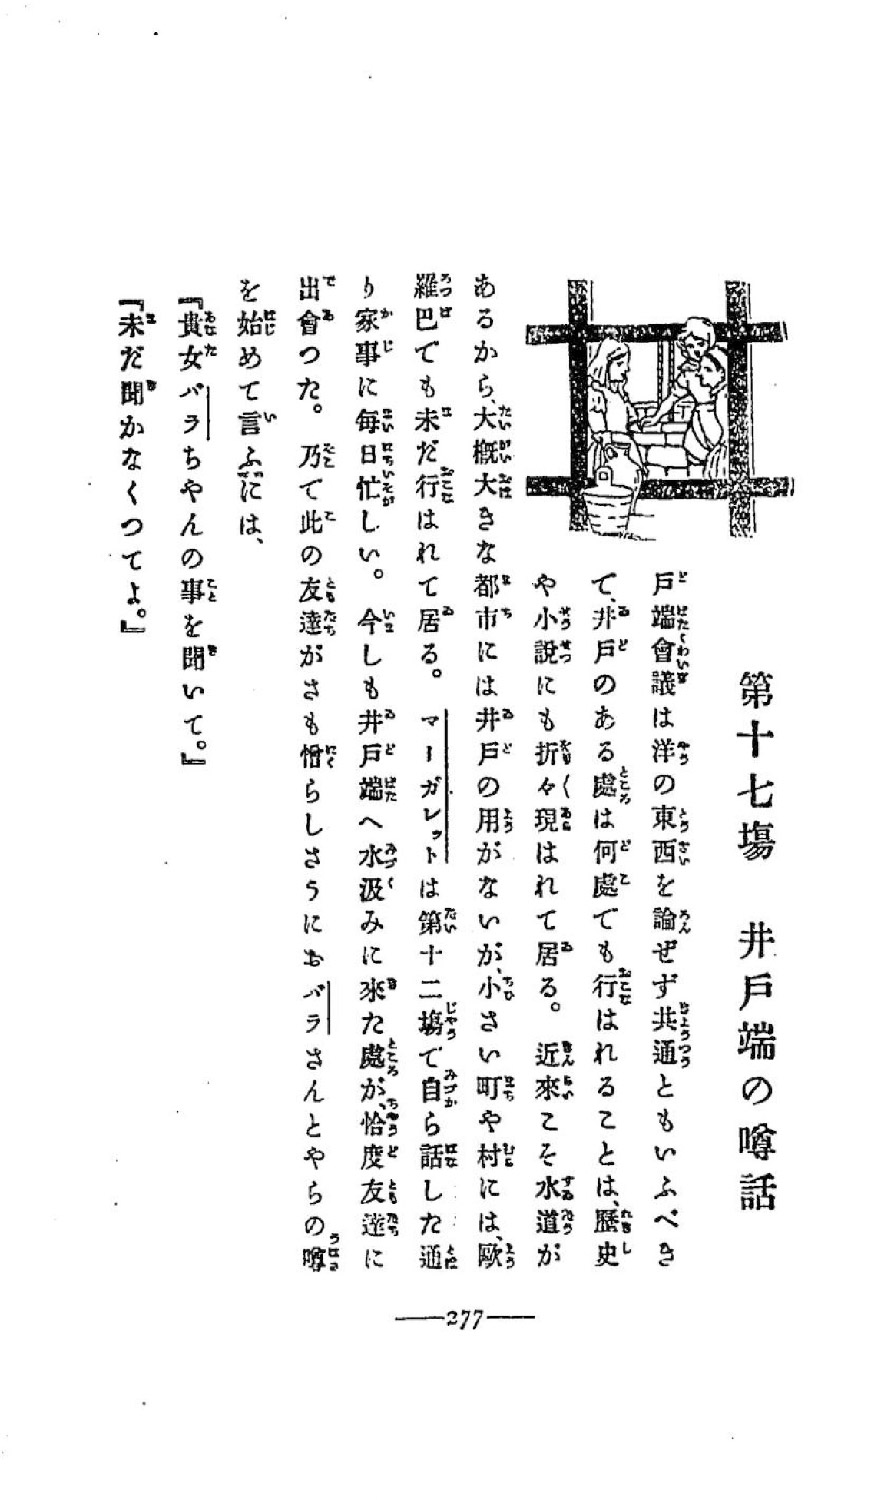 第十七塲　井戸端の噂話
戸端會議は洋の東西を論ぜず共通ともいふべき
て、井戸のある處は何處でも行はれることは、歷史
や小說にも折々現はれて居る。近來こそ水道が
あるから、大概大きな都市には井戸の用がないが、小さい町や村には、歐
羅巴でも未だ行はれて居る。マーガレットは第十二塲で自ら話した通
り家事に每日忙しい。今しも井戸端へ水汲みに來た處が、恰度友達に
出會つた。乃で此の友達がさも憎らしさうにおバラさんとやらの噂
を始めて言ふには、
『貴女バラちやんの事を聞いて。』
『未だ聞かなくつてよ。』
277